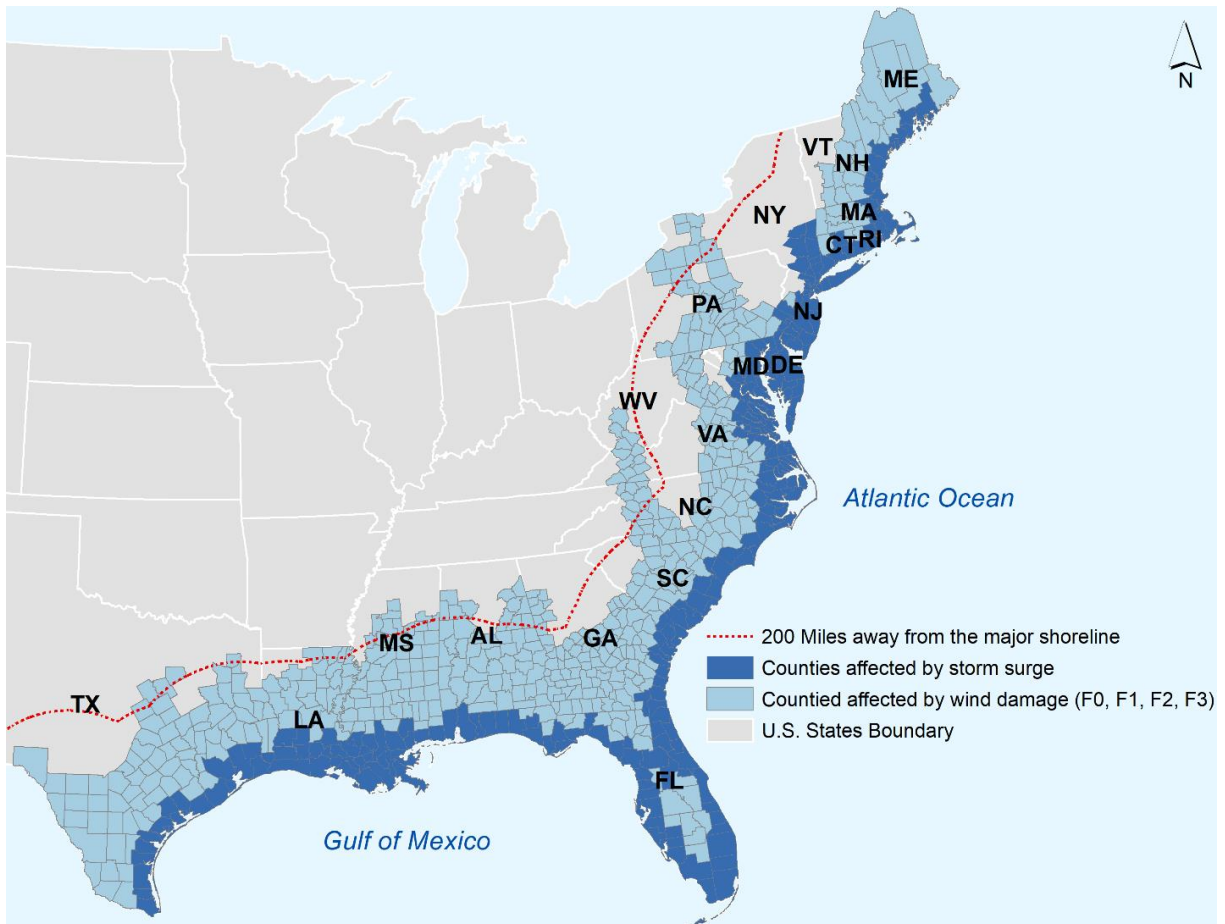 N
ME
VT
NH
NY
MA
CT
RI
PA
NJ
MD
DE
WV
VA
NC
Atlantic Ocean
SC
MS
AL
GA
200 Miles away from the major shoreline
Counties affected by storm surge
TX
Countied affected by wind damage (F0, F1, F2, F3)
LA
U.S. States Boundary
FL
Gulf of Mexico